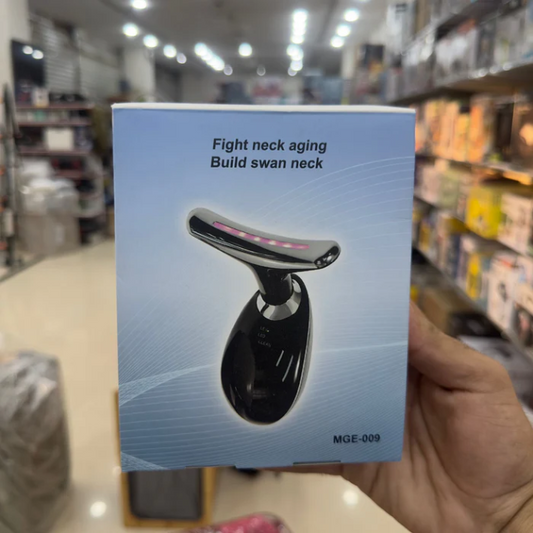 Fight neck aging
Build swan neck
MGE-009